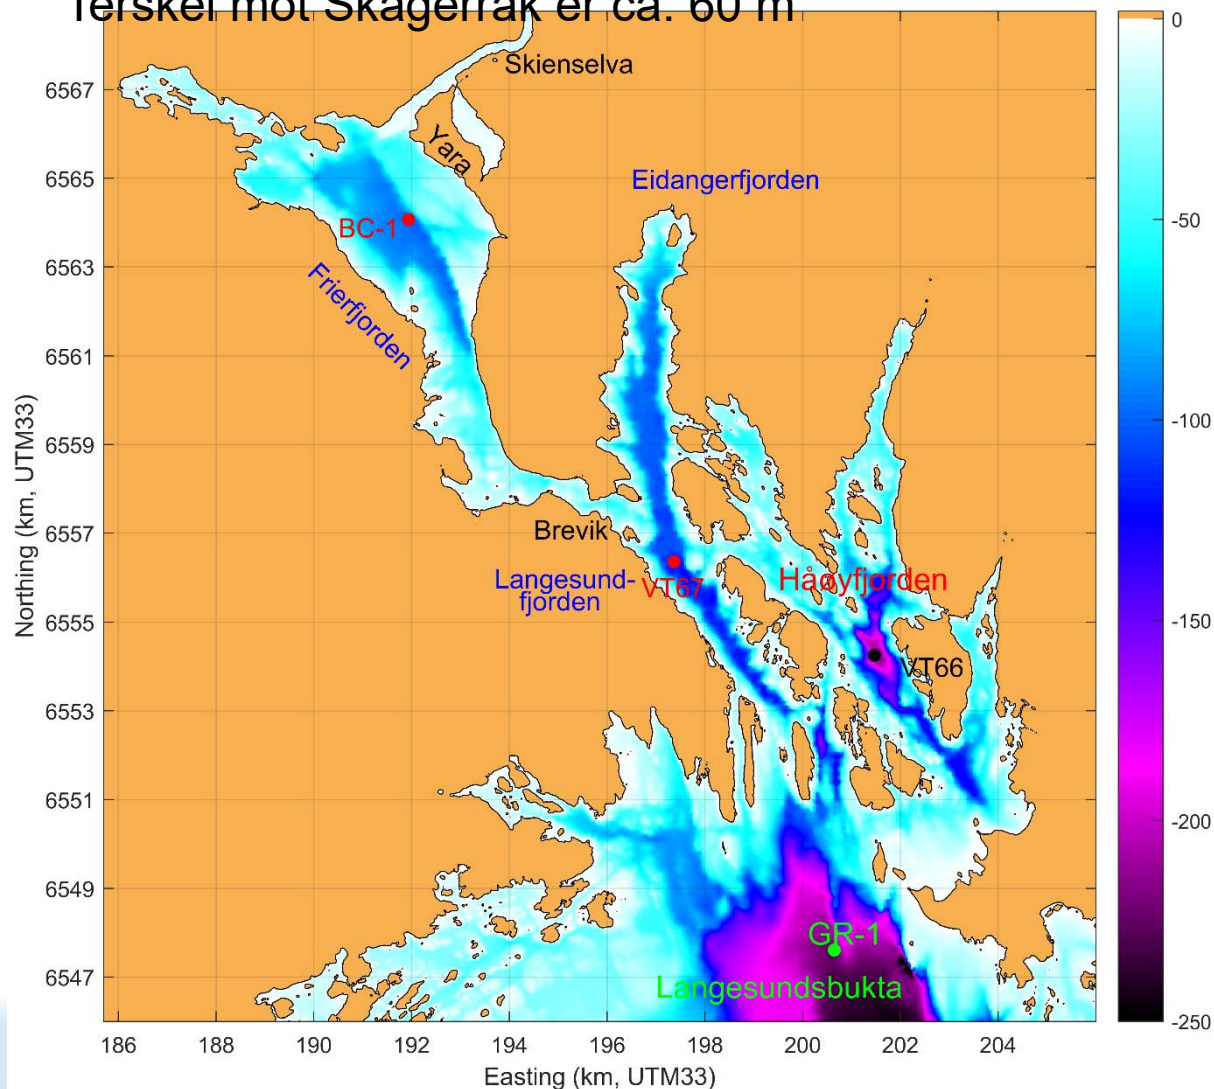 Terskel mot Skagerrak er ca. 60 m
Skienselva
Yara
Eidangerfjorden
BC-1
Frierfjorden
Brevik
Langesund-
fjorden
VT67
Håøyfjorden
VT66
GR-1
Langesundsbukta
6567
6565
6563
6561
6559
6557
6555
6553
6551
6549
6547
Northing (km, UTM33)
186
188
190
192
194
196
198
200
202
204
Easting (km, UTM33)
0
-50
-100
-150
-200
-250